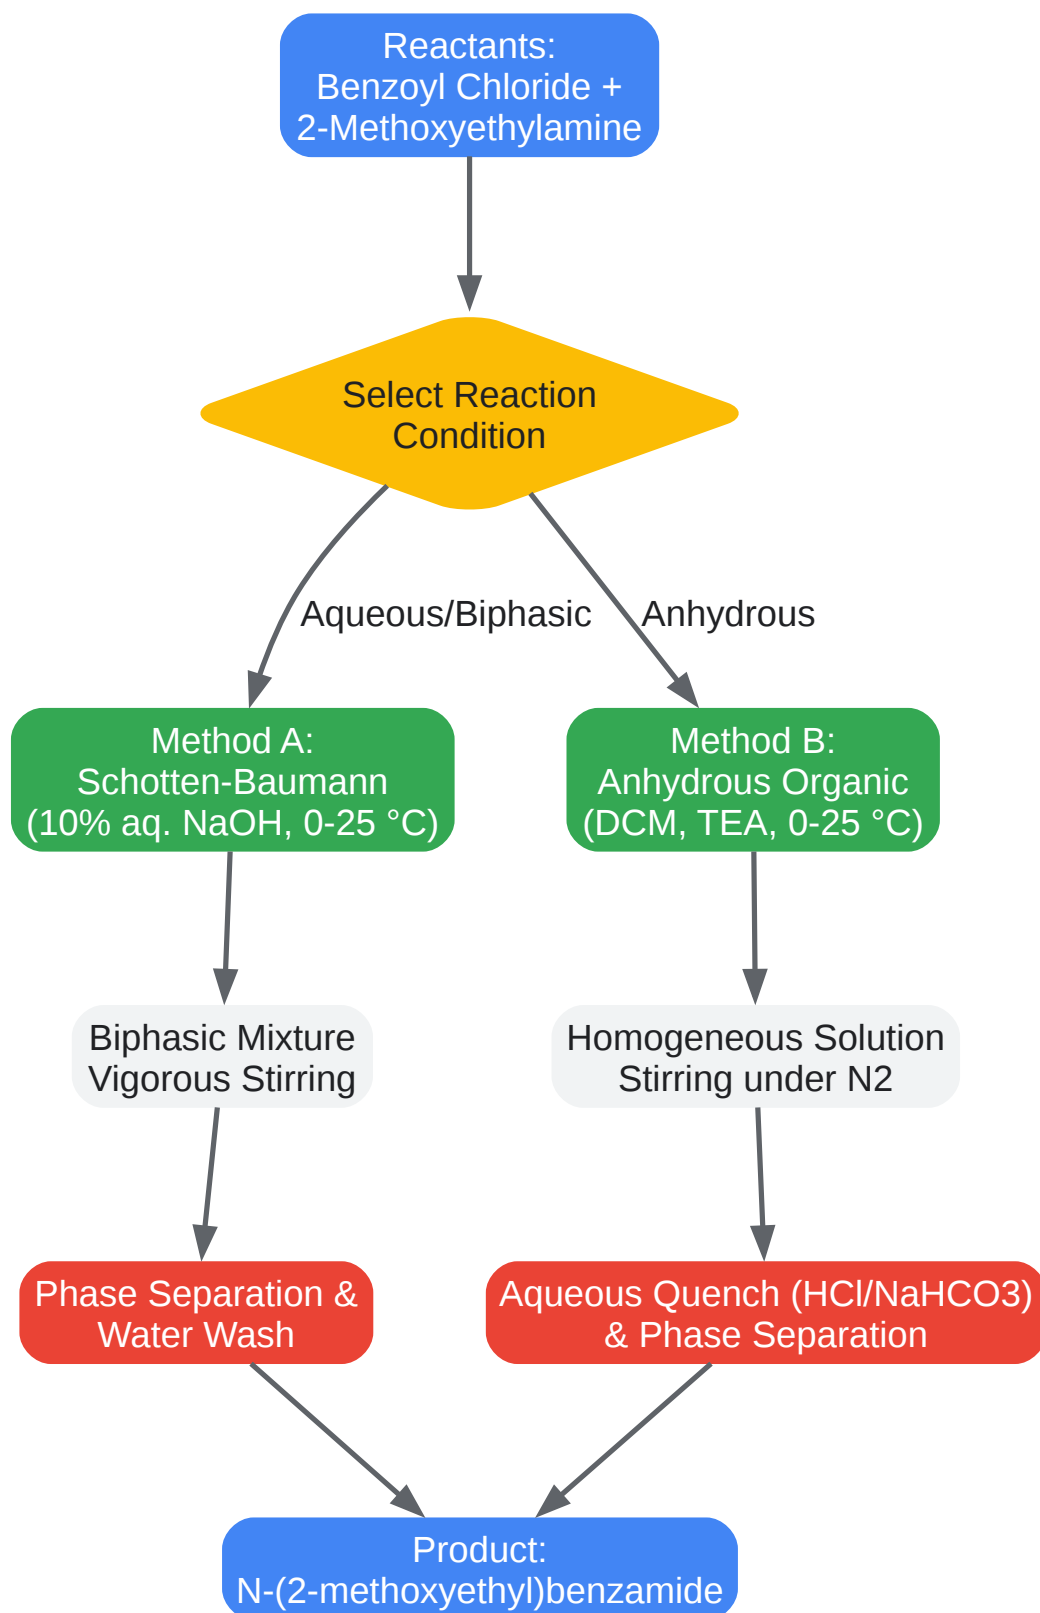 Reactants:
Benzoyl Chloride +
2-Methoxyethylamine
Select Reaction
Condition
Aqueous/Biphasic
Anhydrous
Method A:
Schotten-Baumann
(10% aq. NaOH, 0-25 °C)
Method B:
Anhydrous Organic
(DCM, TEA, 0-25 °C)
Biphasic Mixture
Vigorous Stirring
Homogeneous Solution
Stirring under N2
Phase Separation &
Water Wash
Aqueous Quench (HCl/NaHCO3)
& Phase Separation
Product:
N-(2-methoxyethyl)benzamide